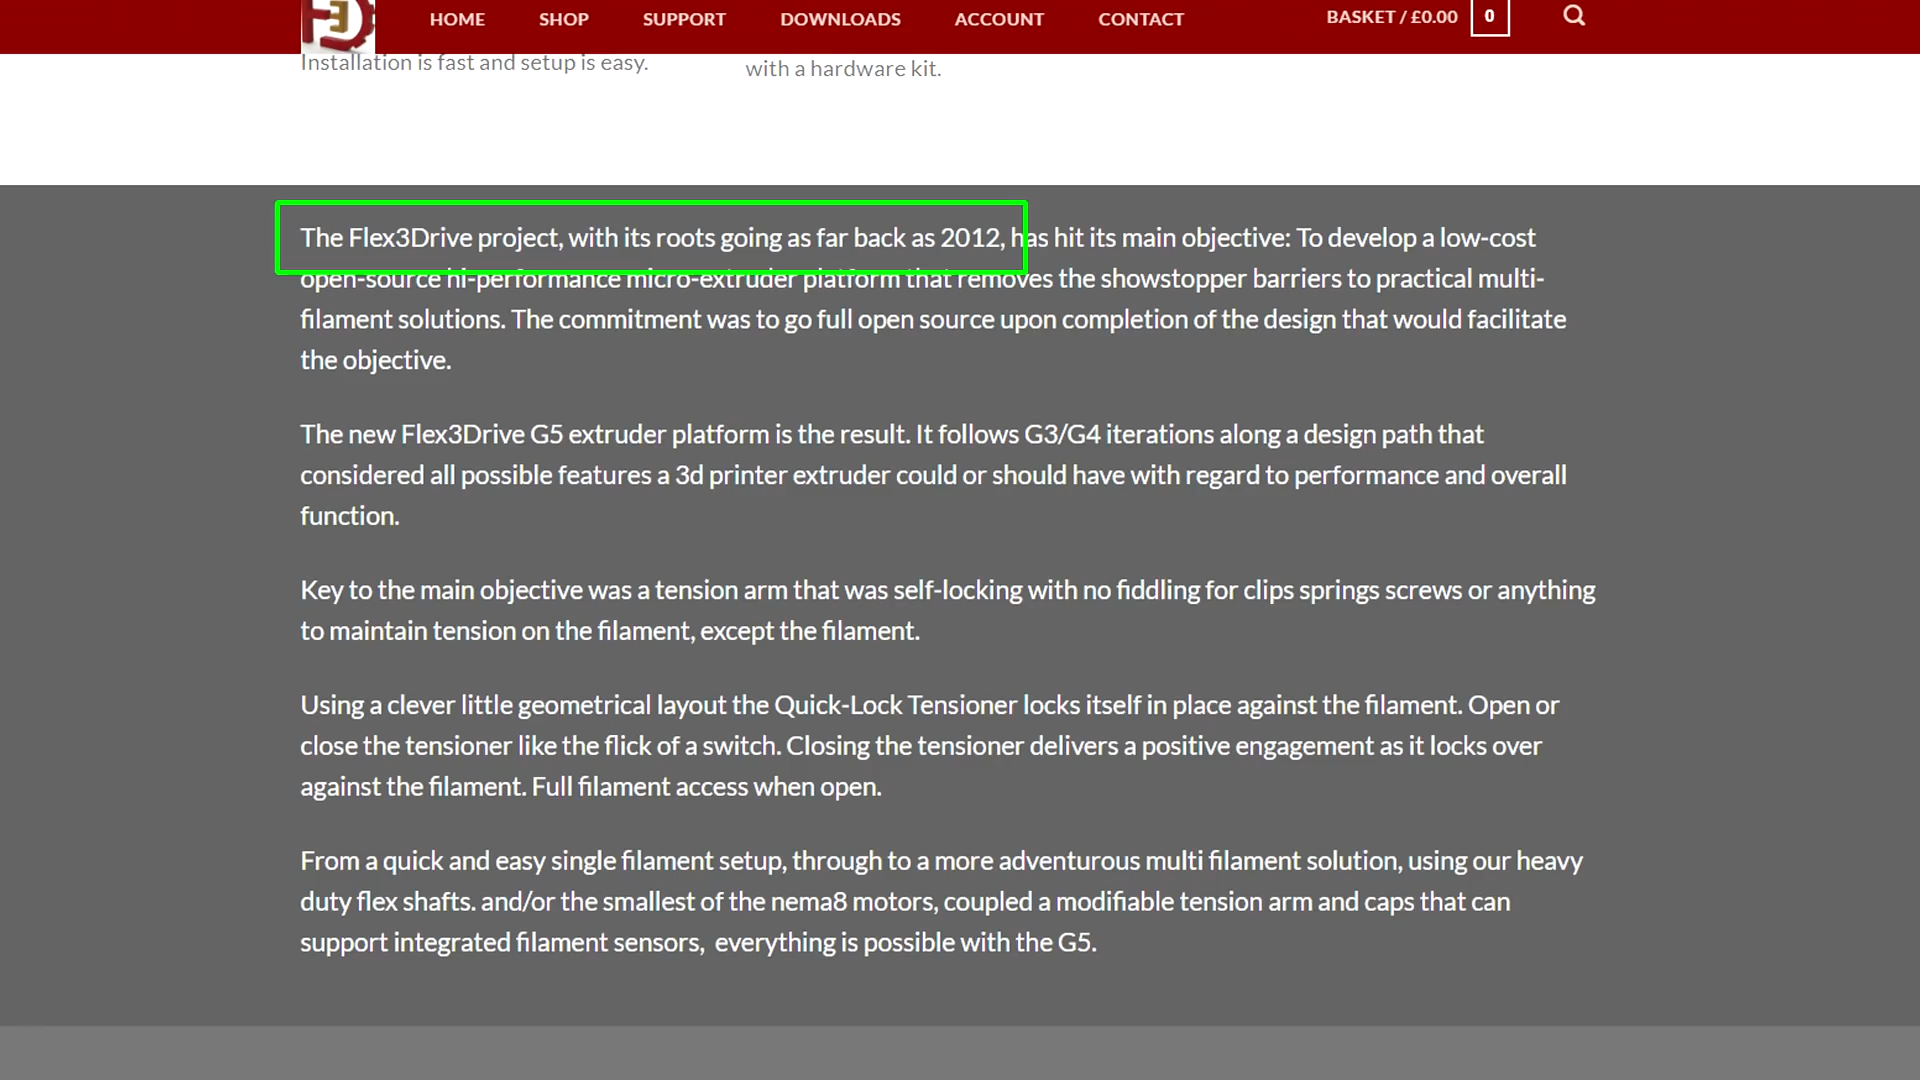 F3D
HOME SHOP SUPPORT DOWNLOADS ACCOUNT CONTACT BASKET / £0.00 0
Installation is fast and setup is easy.
with a hardware kit.
The Flex3Drive project, with its roots going as far back as 2012, has hit its main objective: To develop a low-cost
open-source hi-performance micro-extruder platform that removes the showstopper barriers to practical multi-
filament solutions. The commitment was to go full open source upon completion of the design that would facilitate
the objective.
The new Flex3Drive G5 extruder platform is the result. It follows G3/G4 iterations along a design path that
considered all possible features a 3d printer extruder could or should have with regard to performance and overall
function.
Key to the main objective was a tension arm that was self-locking with no fiddling for clips springs screws or anything
to maintain tension on the filament, except the filament.
Using a clever little geometrical layout the Quick-Lock Tensioner locks itself in place against the filament. Open or
close the tensioner like the flick of a switch. Closing the tensioner delivers a positive engagement as it locks over
against the filament. Full filament access when open.
From a quick and easy single filament setup, through to a more adventurous multi filament solution, using our heavy
duty flex shafts. and/or the smallest of the nema8 motors, coupled a modifiable tension arm and caps that can
support integrated filament sensors,  everything is possible with the G5.